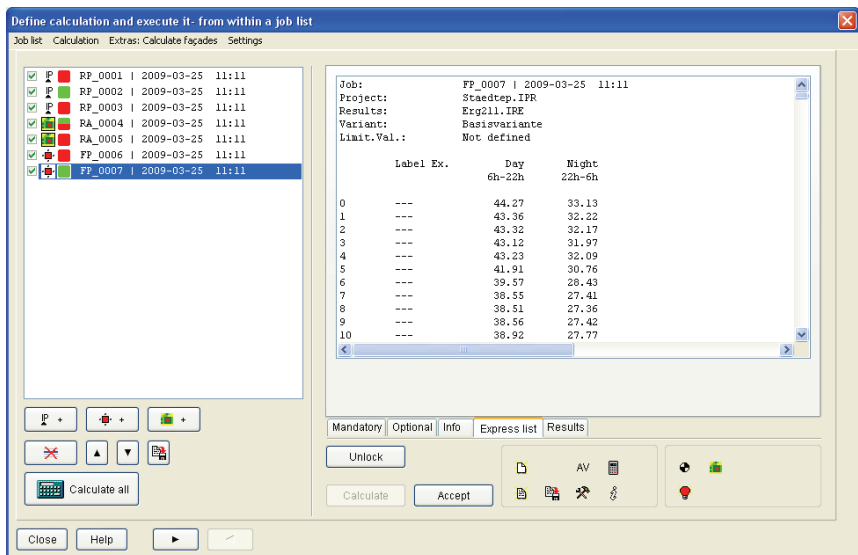 Define calculation and execute it- from within a job list
Job list Calculation Extras: Calculate façades Settings
IP RP_0001 | 2009-03-25 11:11
IP RP_0002 | 2009-03-25 11:11
IP RP_0003 | 2009-03-25 11:11
RA_0004 | 2009-03-25 11:11
RA_0005 | 2009-03-25 11:11
FP_0006 | 2009-03-25 11:11
FP_0007 | 2009-03-25 11:11
IP +
+
+
Calculate all
Job: FP_0007 | 2009-03-25 11:11
Project: Staedtep.IPR
Results: Erg211.IRE
Variant: Basisvariante
Limit.Val.: Not defined
Label Ex. Day Night
6h-22h 22h-6h
0 --- 44.27 33.13
1 --- 43.36 32.22
2 --- 43.32 32.17
3 --- 43.12 31.97
4 --- 43.23 32.09
5 --- 41.91 30.76
6 --- 39.57 28.43
7 --- 38.55 27.41
8 --- 38.51 27.36
9 --- 38.56 27.42
10 --- 38.92 27.77
Mandatory Optional Info Express list Results
Unlock
AV
Calculate Accept
Close Help